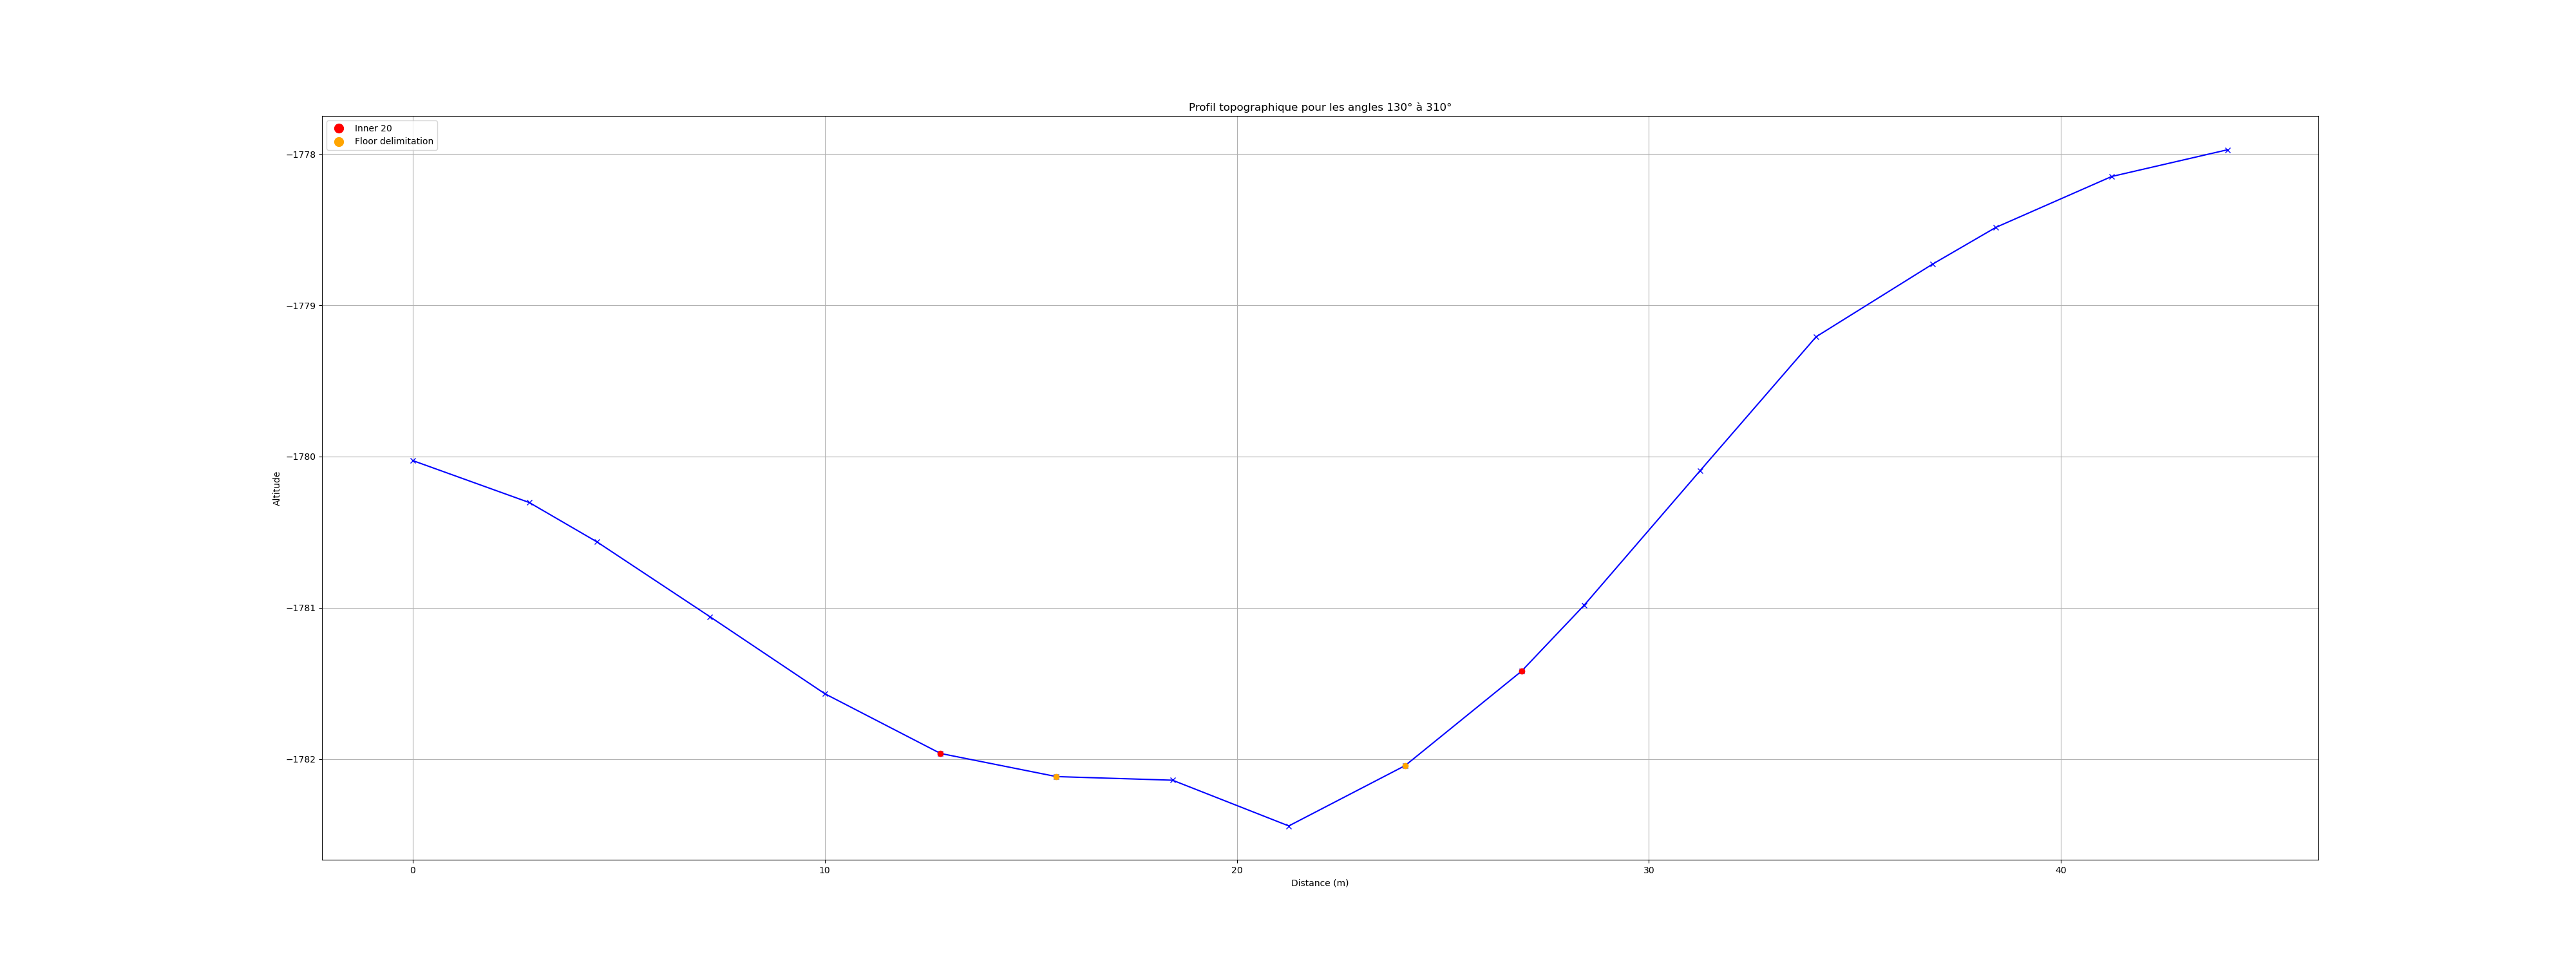 Profil topographique pour les angles 130° à 310°
Inner 20
Floor delimitation
−1778
−1779
−1780
−1781
−1782
Altitude
0 10 20 30 40
Distance (m)